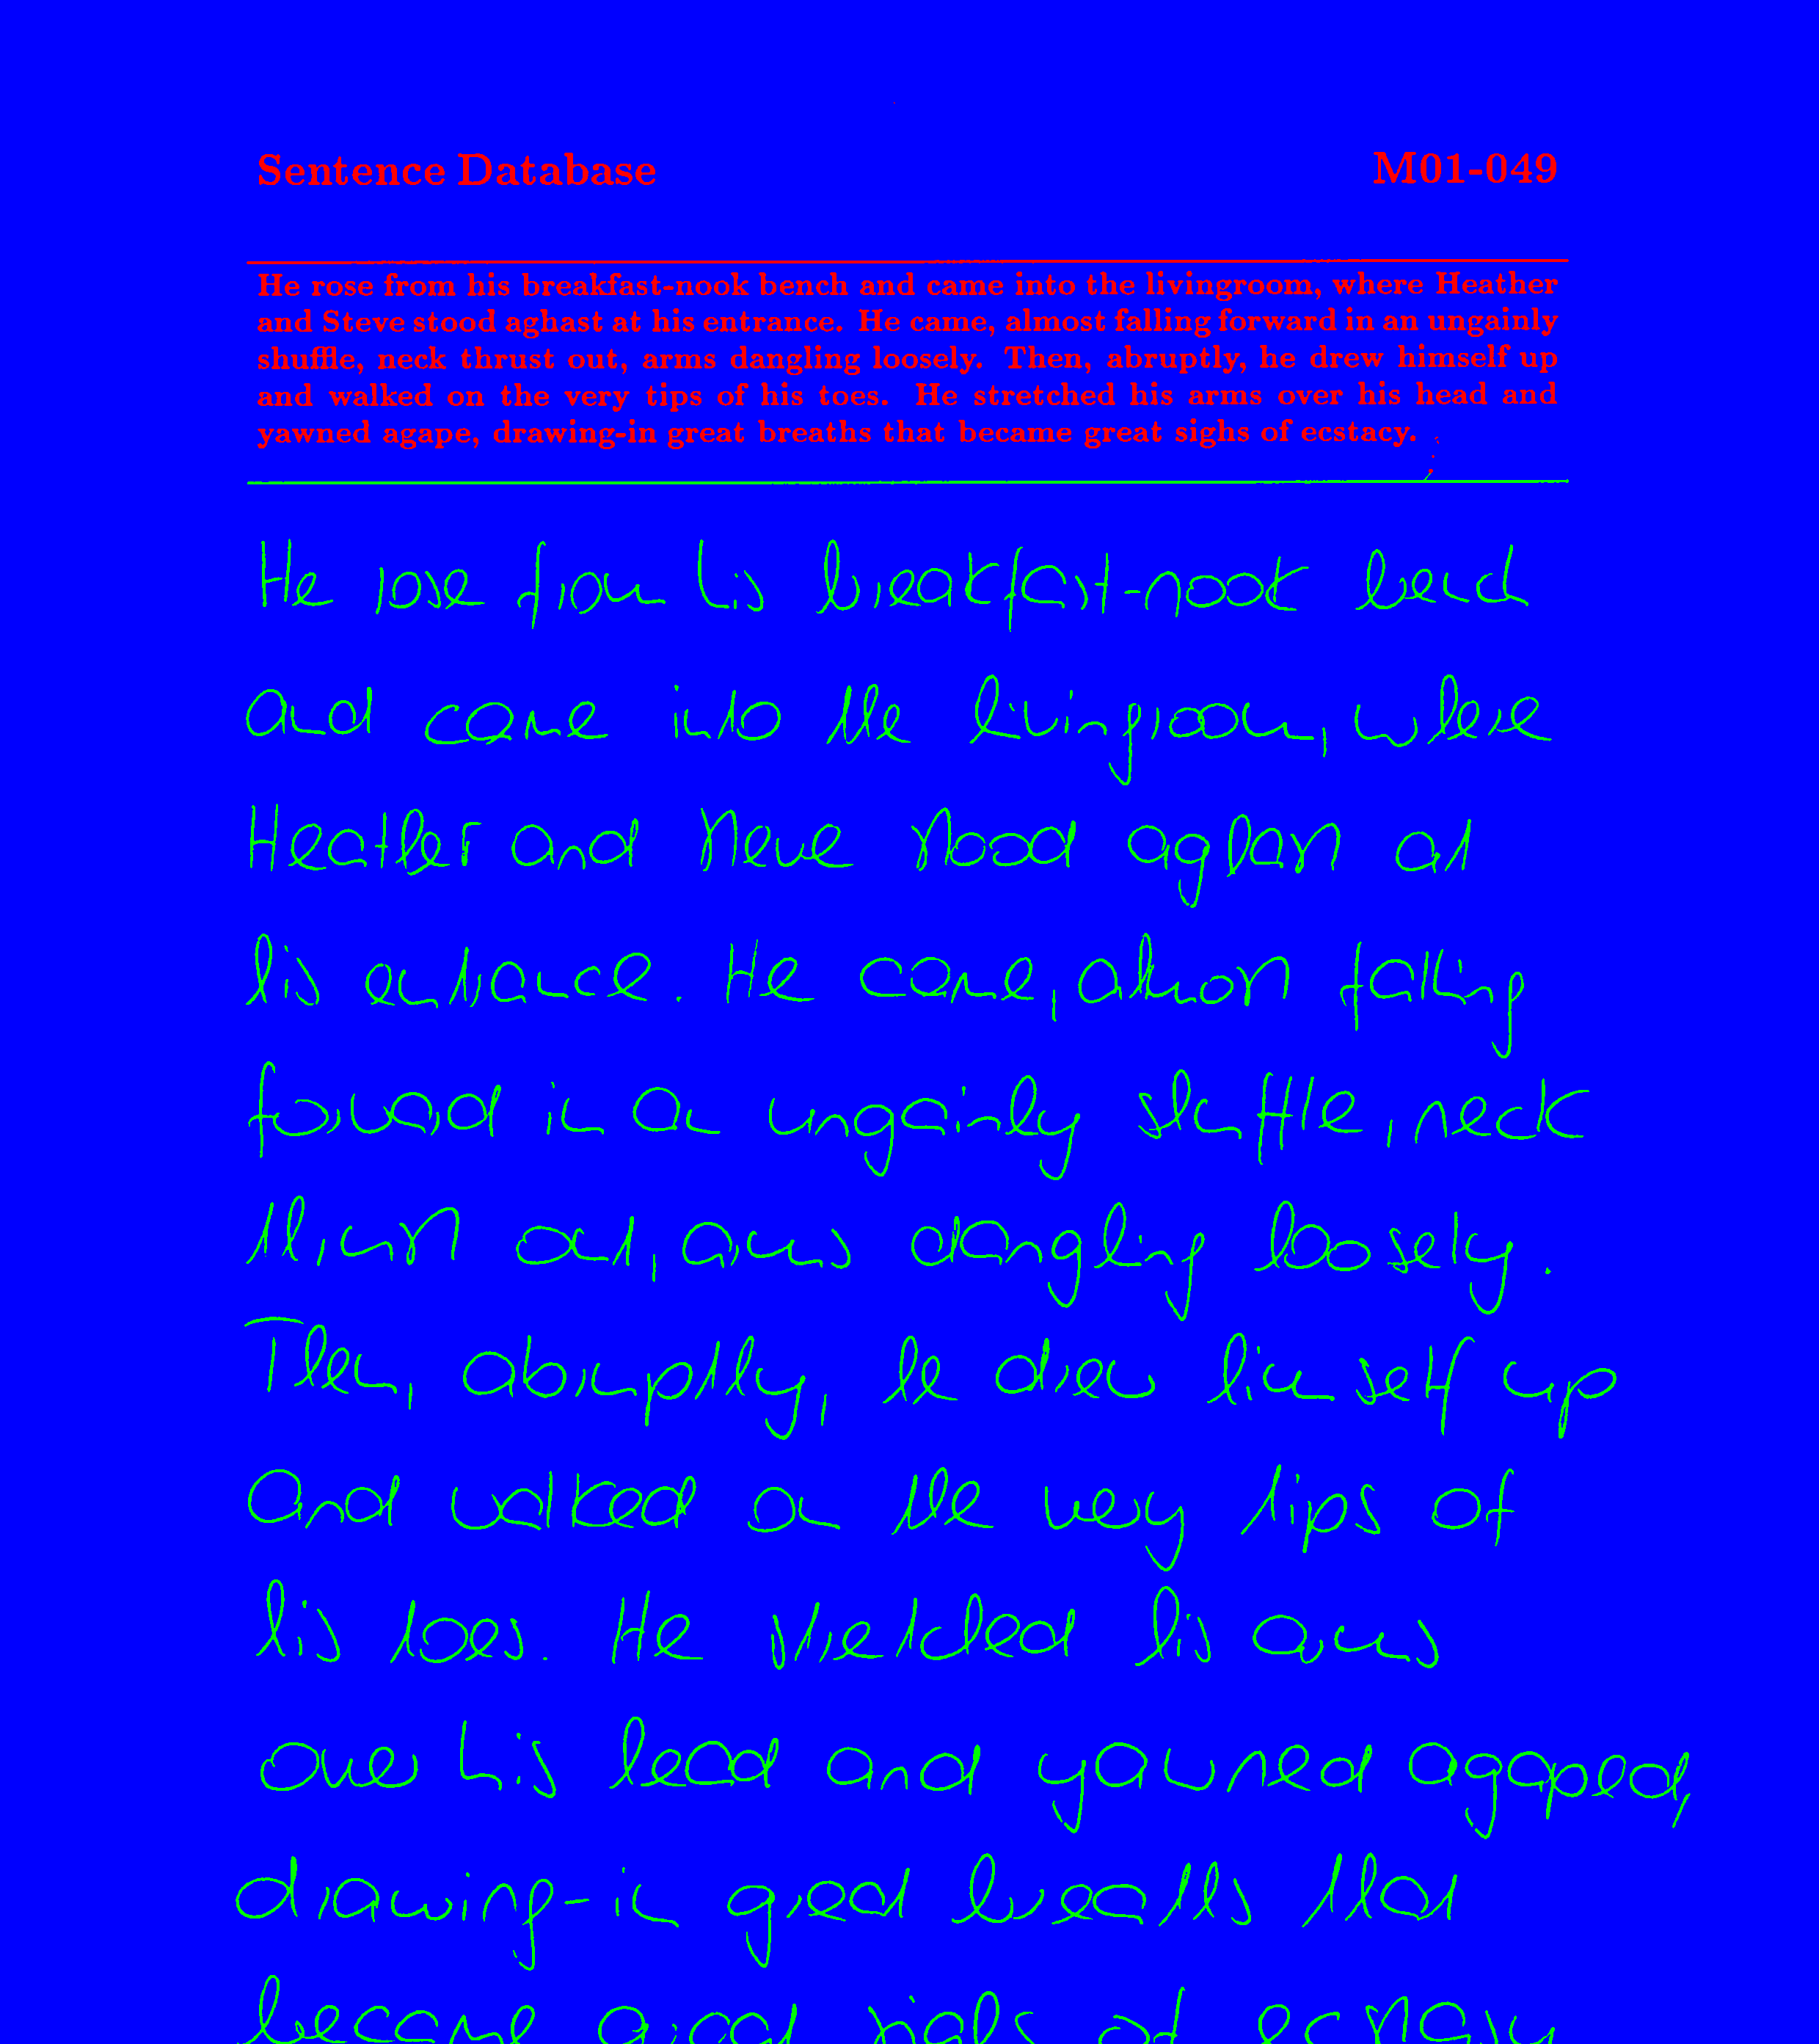 Sentence Database M01-049
He rose from his breakfast-nook bench and came into the livingroom, where Heather
and Steve stood aghast at his entrance. He came, almost falling forward in an ungainly
shuffle, neck thrust out, arms dangling loosely. Then, abruptly, he drew himself up
and walked on the very tips of his toes. He stretched his arms over his head and
yawned agape, drawing-in great breaths that became great sighs of ecstacy.
He rose from his breakfast-nook bench
and came into the livingroom, where
Heather and Steve stood aghast at
his entrance. He came, almost falling
forward in an ungainly shuffle, neck
thrust out, arms dangling loosely.
Then, abruptly, he drew himself up
and walked on the very tips of
his toes. He stretched his arms
over his head and yawned agaped,
drawing-in great breaths that
became great sighs of ecstasy